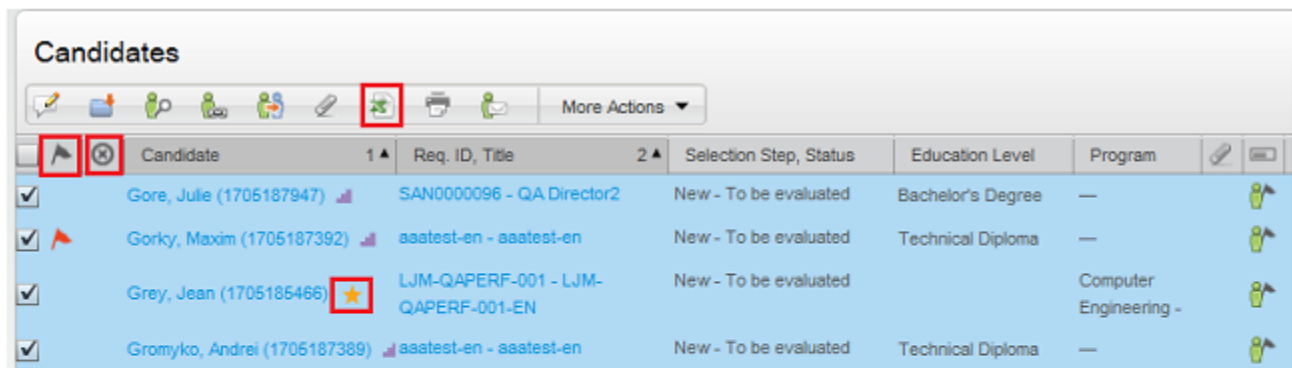 Candidates
More Actions
Candidate 1 Req. ID, Title 2 Selection Step, Status Education Level Program
Gore, Julie (1705187947) SAN0000096 - QA Director2 New - To be evaluated Bachelor's Degree —
Gorky, Maxim (1705187392) aaatest-en - aaatest-en New - To be evaluated Technical Diploma —
Grey, Jean (1705185466) LJM-QAPERF-001 - LJM- New - To be evaluated Computer
QAPERF-001-EN Engineering -
Gromyko, Andrei (1705187389) aaatest-en - aaatest-en New - To be evaluated Technical Diploma —